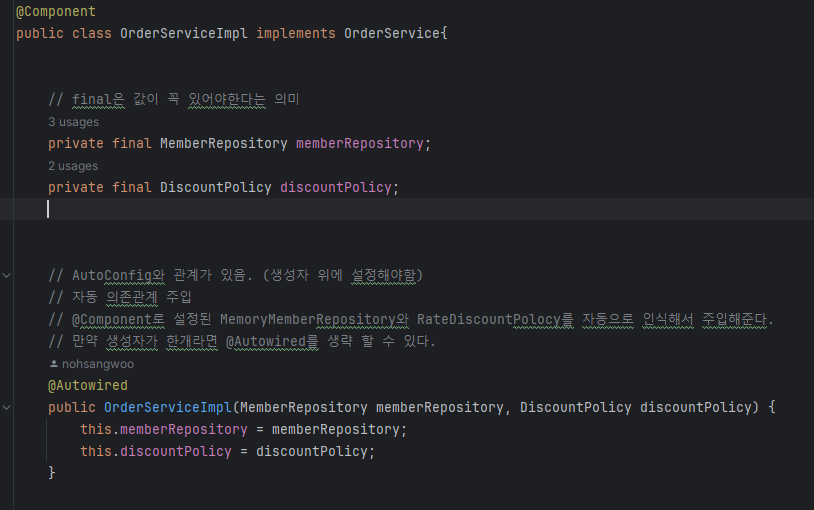 @Component
public class OrderServiceImpl implements OrderService{
// final은 값이 꼭 있어야한다는 의미
3 usages
private final MemberRepository memberRepository;
2 usages
private final DiscountPolicy discountPolicy;
// AutoConfig와 관계가 있음. (생성자 위에 설정해야함)
// 자동 의존관계 주입
// @Component로 설정된 MemoryMemberRepository와 RateDiscountPolocy를 자동으로 인식해서 주입해준다.
// 만약 생성자가 한개라면 @Autowired를 생략 할 수 있다.
nohsangwoo
@Autowired
public OrderServiceImpl(MemberRepository memberRepository, DiscountPolicy discountPolicy) {
this.memberRepository = memberRepository;
this.discountPolicy = discountPolicy;
}